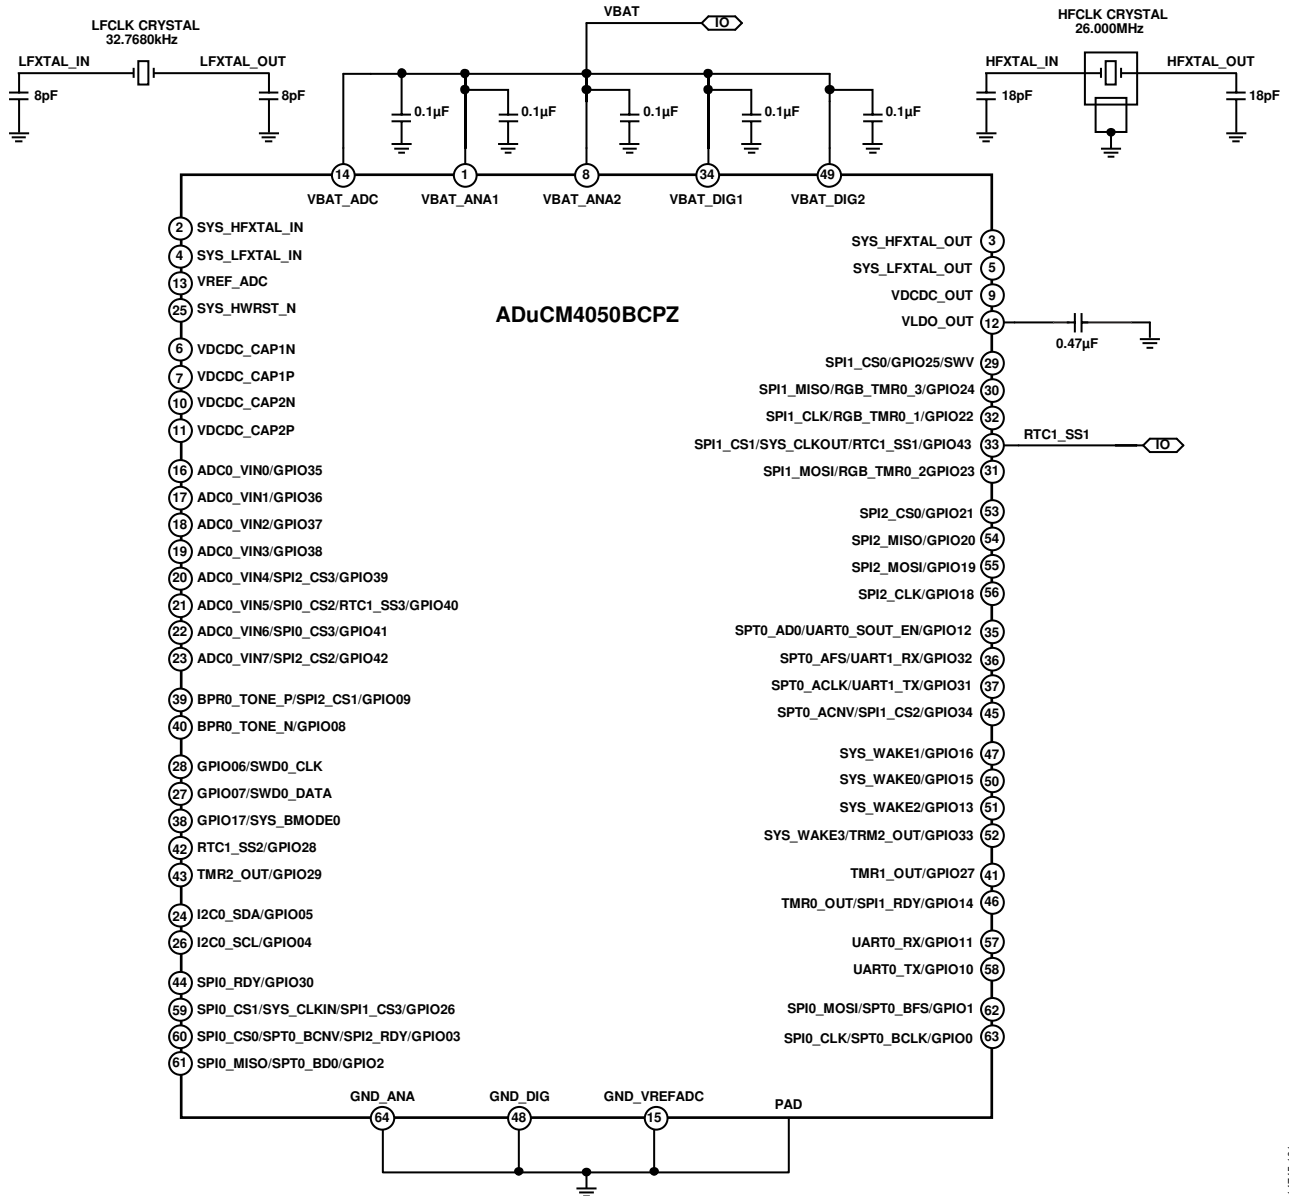 LFCLK CRYSTAL
32.7680kHz
LFXTAL_IN
LFXTAL_OUT
8pF
8pF
VBAT
IO
HFCLK CRYSTAL
26.000MHz
HFXTAL_IN
HFXTAL_OUT
18pF
18pF
0.1µF
0.1µF
0.1µF
0.1µF
0.1µF
14
1
8
34
49
VBAT_ADC
VBAT_ANA1
VBAT_ANA2
VBAT_DIG1
VBAT_DIG2
ADuCM4050BCPZ
2 SYS_HFXTAL_IN
4 SYS_LFXTAL_IN
13 VREF_ADC
25 SYS_HWRST_N
6 VDCDC_CAP1N
7 VDCDC_CAP1P
10 VDCDC_CAP2N
11 VDCDC_CAP2P
16 ADC0_VIN0/GPIO35
17 ADC0_VIN1/GPIO36
18 ADC0_VIN2/GPIO37
19 ADC0_VIN3/GPIO38
20 ADC0_VIN4/SPI2_CS3/GPIO39
21 ADC0_VIN5/SPI0_CS2/RTC1_SS3/GPIO40
22 ADC0_VIN6/SPI0_CS3/GPIO41
23 ADC0_VIN7/SPI2_CS2/GPIO42
39 BPR0_TONE_P/SPI2_CS1/GPIO09
40 BPR0_TONE_N/GPIO08
28 GPIO06/SWD0_CLK
27 GPIO07/SWD0_DATA
38 GPIO17/SYS_BMODE0
42 RTC1_SS2/GPIO28
43 TMR2_OUT/GPIO29
24 I2C0_SDA/GPIO05
26 I2C0_SCL/GPIO04
44 SPI0_RDY/GPIO30
59 SPI0_CS1/SYS_CLKIN/SPI1_CS3/GPIO26
60 SPI0_CS0/SPT0_BCNV/SPI2_RDY/GPIO03
61 SPI0_MISO/SPT0_BD0/GPIO2
SYS_HFXTAL_OUT 3
SYS_LFXTAL_OUT 5
VDCDC_OUT 9
VLDO_OUT 12
0.47µF
SPI1_CS0/GPIO25/SWV 29
SPI1_MISO/RGB_TMR0_3/GPIO24 30
SPI1_CLK/RGB_TMR0_1/GPIO22 32
SPI1_CS1/SYS_CLKOUT/RTC1_SS1/GPIO43 33
RTC1_SS1
IO
SPI1_MOSI/RGB_TMR0_2GPIO23 31
SPI2_CS0/GPIO21 53
SPI2_MISO/GPIO20 54
SPI2_MOSI/GPIO19 55
SPI2_CLK/GPIO18 56
SPT0_AD0/UART0_SOUT_EN/GPIO12 35
SPT0_AFS/UART1_RX/GPIO32 36
SPT0_ACLK/UART1_TX/GPIO31 37
SPT0_ACNV/SPI1_CS2/GPIO34 45
SYS_WAKE1/GPIO16 47
SYS_WAKE0/GPIO15 50
SYS_WAKE2/GPIO13 51
SYS_WAKE3/TRM2_OUT/GPIO33 52
TMR1_OUT/GPIO27 41
TMR0_OUT/SPI1_RDY/GPIO14 46
UART0_RX/GPIO11 57
UART0_TX/GPIO10 58
SPI0_MOSI/SPT0_BFS/GPIO1 62
SPI0_CLK/SPT0_BCLK/GPIO0 63
GND_ANA
GND_DIG
GND_VREFADC
PAD
64
48
15